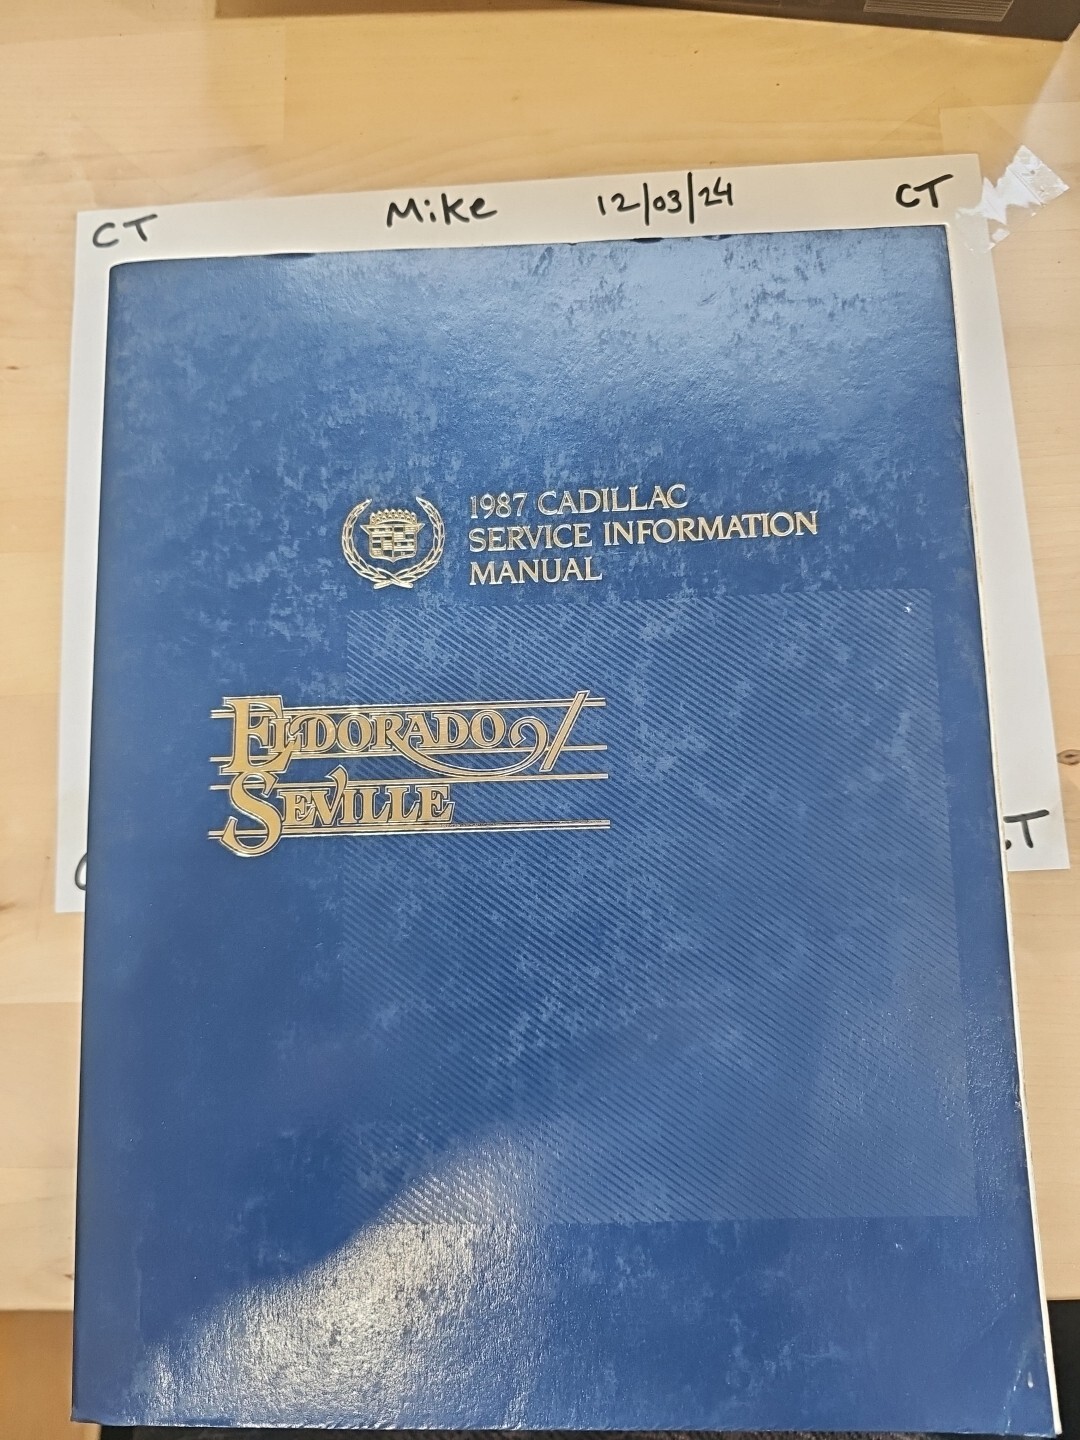 CT Mike 12/03/24 CT
1987 CADILLAC
SERVICE INFORMATION
MANUAL
ELDORADO
SEVILLE
.T